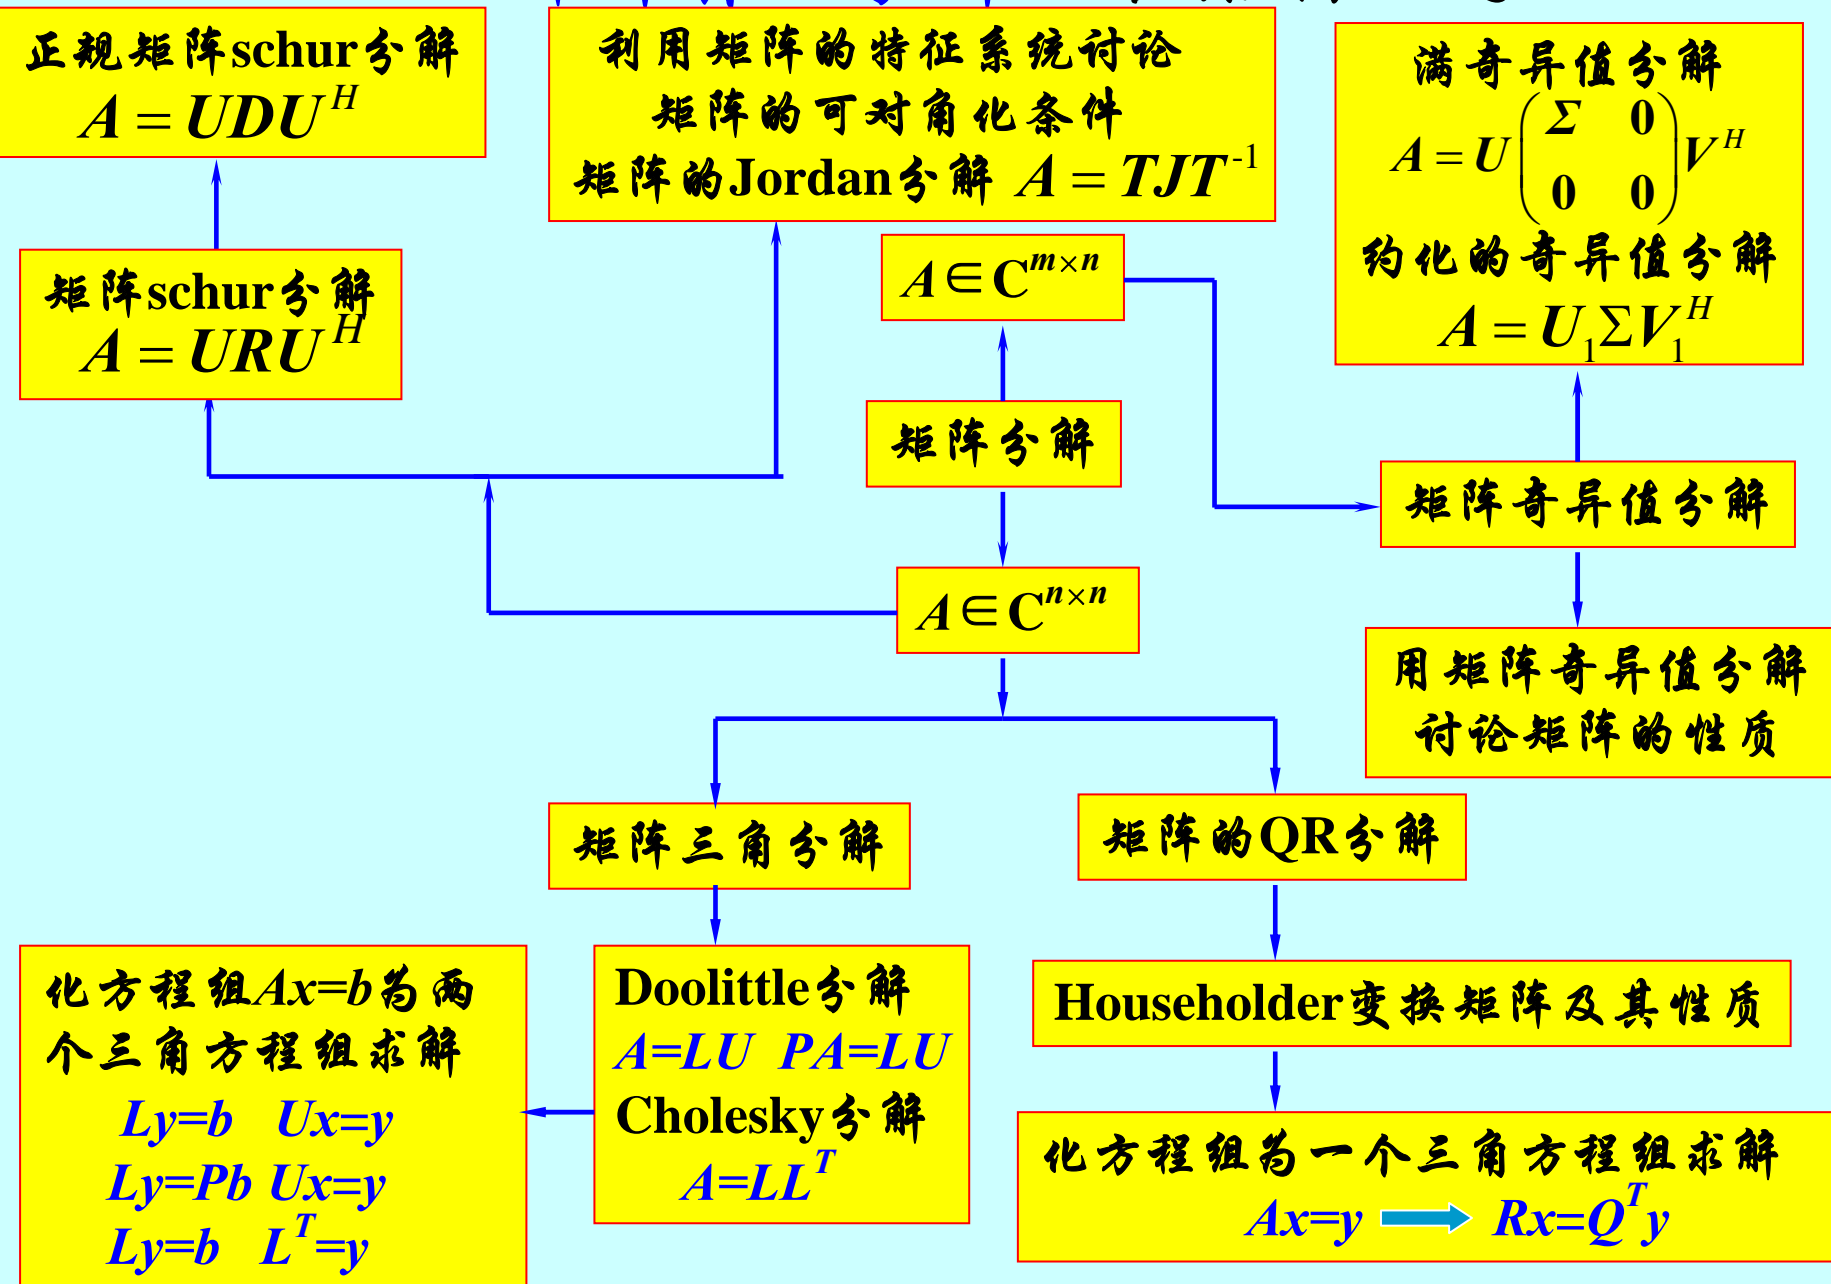 正规矩阵schur分解
A = UDU^H
利用矩阵的特征系统讨论
矩阵的可对角化条件
矩阵的Jordan分解 A = TJT^-1
满奇异值分解
A = U (Σ 0
0 0) V^H
约化的奇异值分解
A = U_1ΣV_1^H
矩阵schur分解
A = URU^H
A ∈ C^{m×n}
矩阵分解
矩阵奇异值分解
A ∈ C^{n×n}
用矩阵奇异值分解
讨论矩阵的性质
矩阵三角分解
矩阵的QR分解
化方程组Ax=b为两
个三角方程组求解
Ly=b Ux=y
Ly=Pb Ux=y
Ly=b L^T=y
Doolittle分解
A=LU PA=LU
Cholesky分解
A=LL^T
Householder变换矩阵及其性质
化方程组为一个三角方程组求解
Ax=y → Rx=Q^Ty